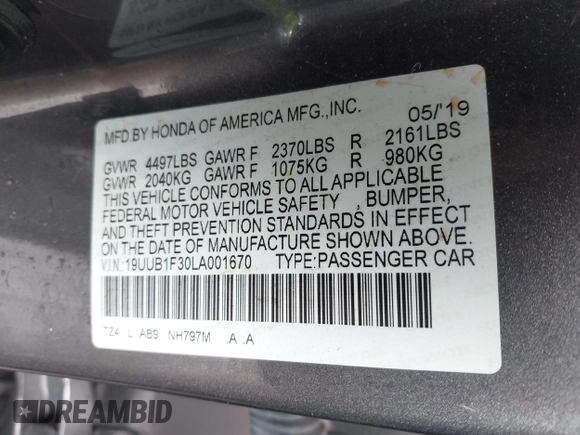 MFD.BY HONDA OF AMERICA MFG.,INC. 05/'19
GVWR 4497LBS GAWR F 2370LBS R 2161LBS
GVWR 2040KG GAWR F 1075KG R 980KG
THIS VEHICLE CONFORMS TO ALL APPLICABLE
FEDERAL MOTOR VEHICLE SAFETY , BUMPER,
AND THEFT PREVENTION STANDARDS IN EFFECT
ON THE DATE OF MANUFACTURE SHOWN ABOVE.
V.I.N.:19UUB1F30LA001670 TYPE:PASSENGER CAR
TZ4 L AB9 NH797M .A .A
DREAMBID